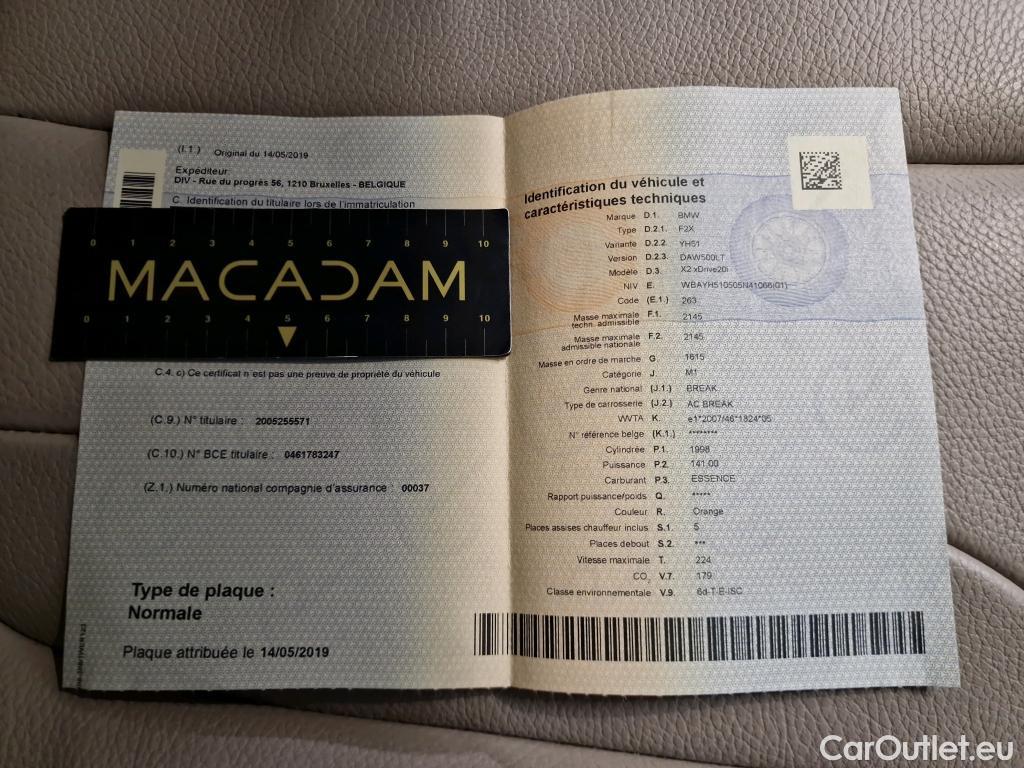 (I.1.) Original du 14/05/2019
Expéditeur:
DIV - Rue du progrès 56, 1210 Bruxelles - BELGIQUE
C. Identification du titulaire lors de l'immatriculation
0 1 2 3 4 5 6 7 8 9 10
MACADAM
0 1 2 3 4 5 6 7 8 9 10
C.4. c) Ce certificat n'est pas une preuve de propriété du véhicule
(C.9.) N° titulaire : 2005255571
(C.10.) N° BCE titulaire : 0461783247
(Z.1.) Numéro national compagnie d'assurance : 00037
Type de plaque :
Normale
Plaque attribuée le 14/05/2019
Identification du véhicule et
caractéristiques techniques
Marque D.1. BMW
Type D.2.1. F2X
Variante D.2.2. YH51
Version D.2.3. DAW500LT
Modèle D.3. X2 xDrive20i
NIV E. WBAYH510505N41066(01)
Code (E.1.) 263
Masse maximale F.1. 2145
techn. admissible
Masse maximale F.2. 2145
admissible nationale
Masse en ordre de marche G. 1615
Catégorie J. M1
Genre national (J.1.) BREAK
Type de carrosserie (J.2.) AC BREAK
WVTA K. e1*2007/46*1824*05
N° référence belge (K.1.) ********
Cylindrée P.1. 1998
Puissance P.2. 141.00
Carburant P.3. ESSENCE
Rapport puissance/poids Q. *****
Couleur R. Orange
Places assises chauffeur inclus S.1. 5
Places debout S.2. ***
Vitesse maximale T. 224
CO2 V.7. 179
Classe environnementale V.9. 6d-T-E-ISC
CarOutlet.eu